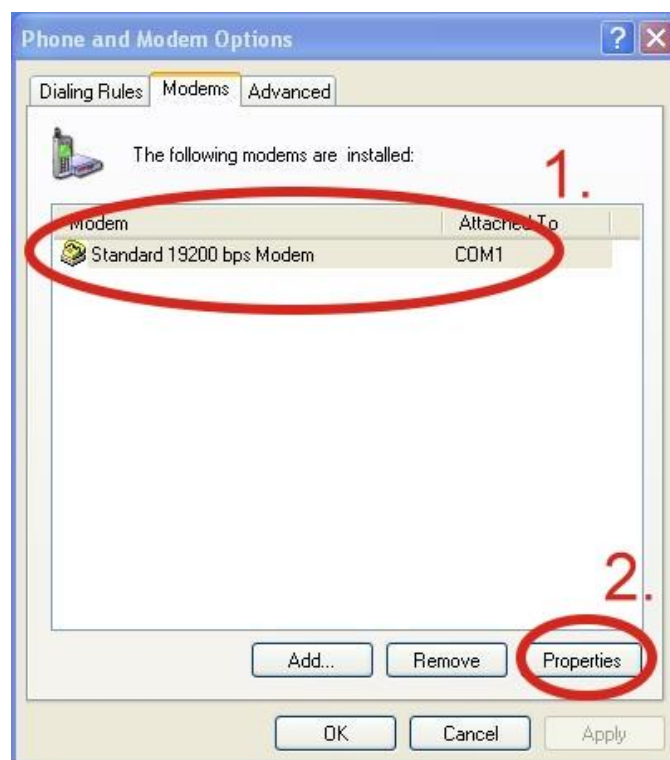 Phone and Modem Options
Dialing Rules Modems Advanced
The following modems are installed:
1.
Modem Attached To
Standard 19200 bps Modem COM1
2.
Add... Remove Properties
OK Cancel Apply